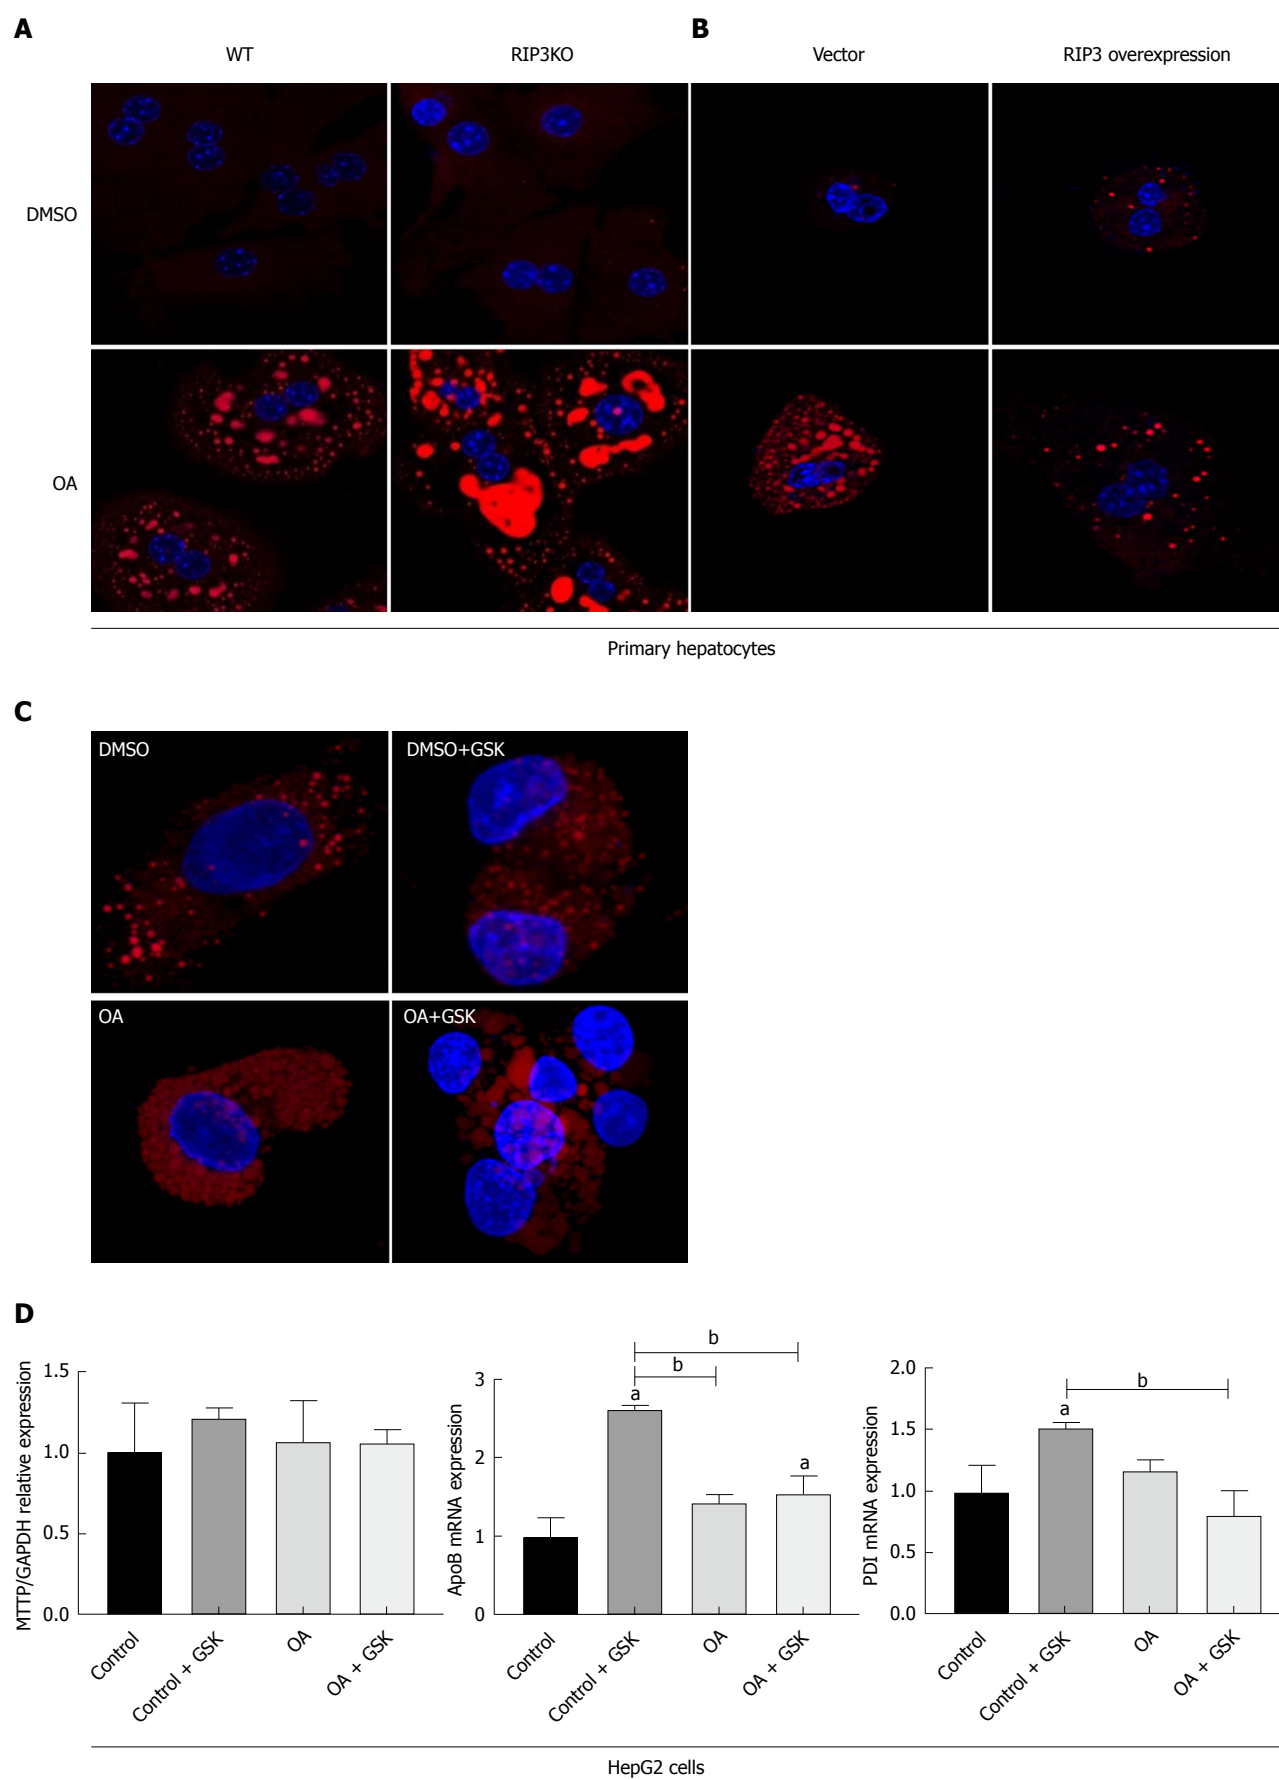 A
B
WT
RIP3KO
Vector
RIP3 overexpression
DMSO
OA
Primary hepatocytes
C
DMSO
DMSO+GSK
OA
OA+GSK
D
MTTP/GAPDH relative expression
1.5
1.0
0.5
0.0
Control
Control + GSK
OA
OA + GSK
ApoB mRNA expression
3
2
1
0
b
b
a
a
Control
Control + GSK
OA
OA + GSK
PDI mRNA expression
2.0
1.5
1.0
0.5
0.0
b
a
Control
Control + GSK
OA
OA + GSK
HepG2 cells